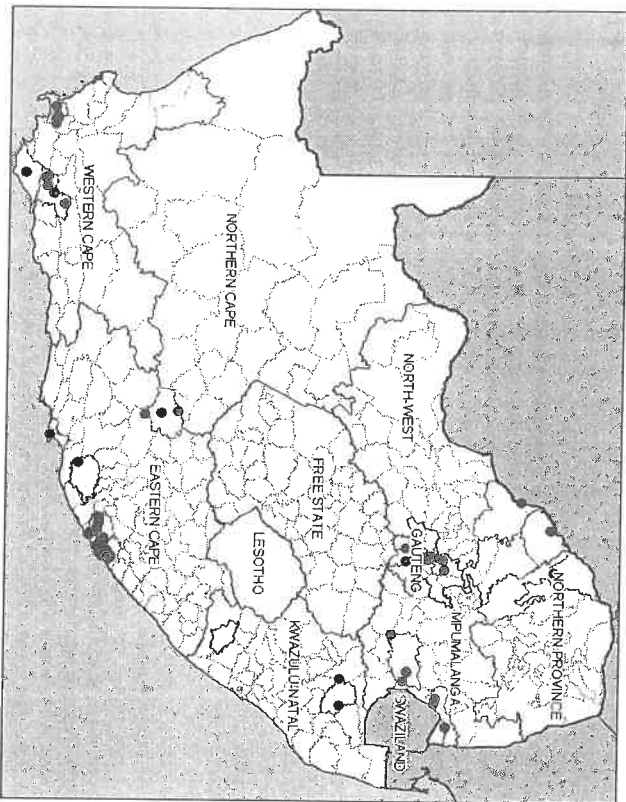 NORTHERN PROVINCE
MPUMALANGA
GAUTENG
NORTH-WEST
SWAZILAND
FREE STATE
KWAZULU-NATAL
LESOTHO
NORTHERN CAPE
EASTERN CAPE
WESTERN CAPE